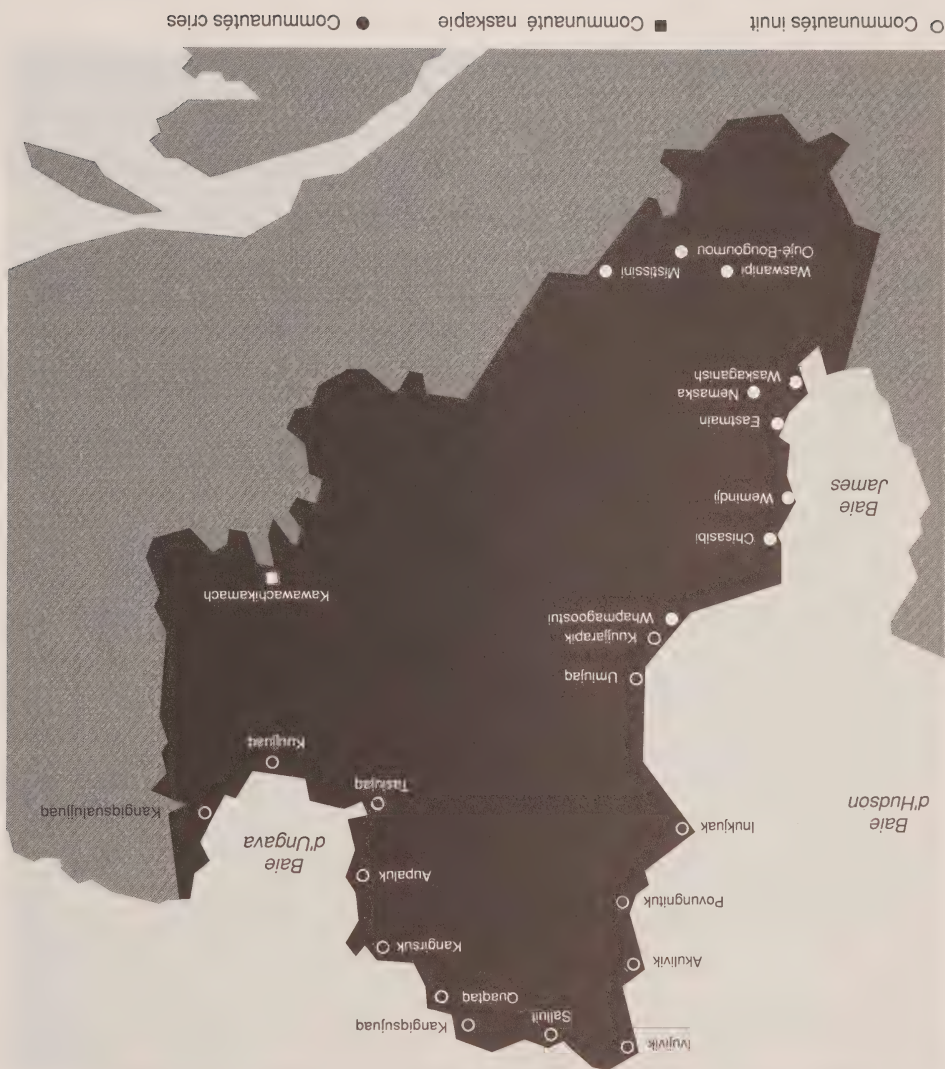 Ivujivik
Salluit
Kangiqsujuaq
Quaqtaq
Akulivik
Kangirsuk
Povungnituk
Aupaluk
Inukjuak
Baie
d'Hudson
Baie
d'Ungava
Tasiujaq
Kangiqsualujjuaq
Kuujjuaq
Umiujaq
Kuujjarapik
Whapmagoostui
Kawawachikamach
Chisasibi
Wemindji
Baie
James
Eastmain
Nemaska
Waskaganish
Waswanipi
Mistissini
Oujé-Bougoumou
Communautés inuit
Communauté naskapie
Communautés cries